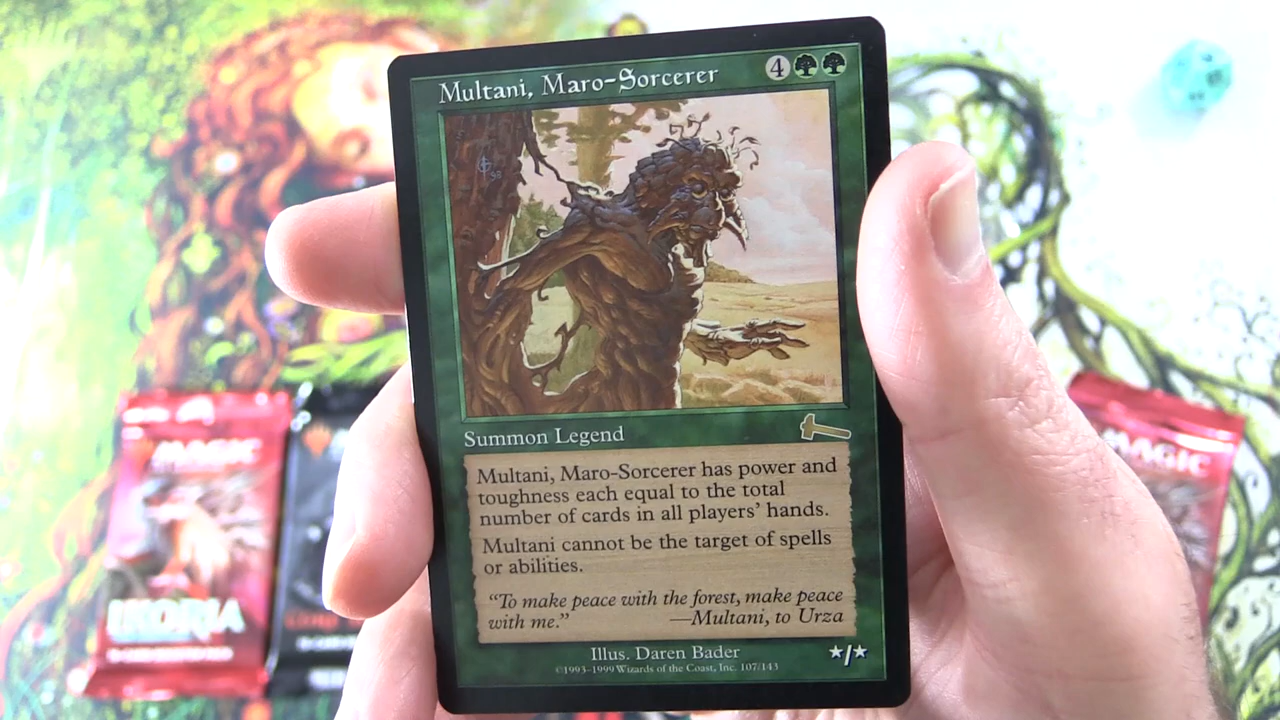 Multani, Maro-Sorcerer 4
Summon Legend
Multani, Maro-Sorcerer has power and
toughness each equal to the total
number of cards in all players' hands.
Multani cannot be the target of spells
or abilities.
"To make peace with the forest, make peace
with me." —Multani, to Urza
Illus. Daren Bader
★/★
©1993-1999 Wizards of the Coast, Inc. 107/143
MAGIC
IKORIA
MAGIC